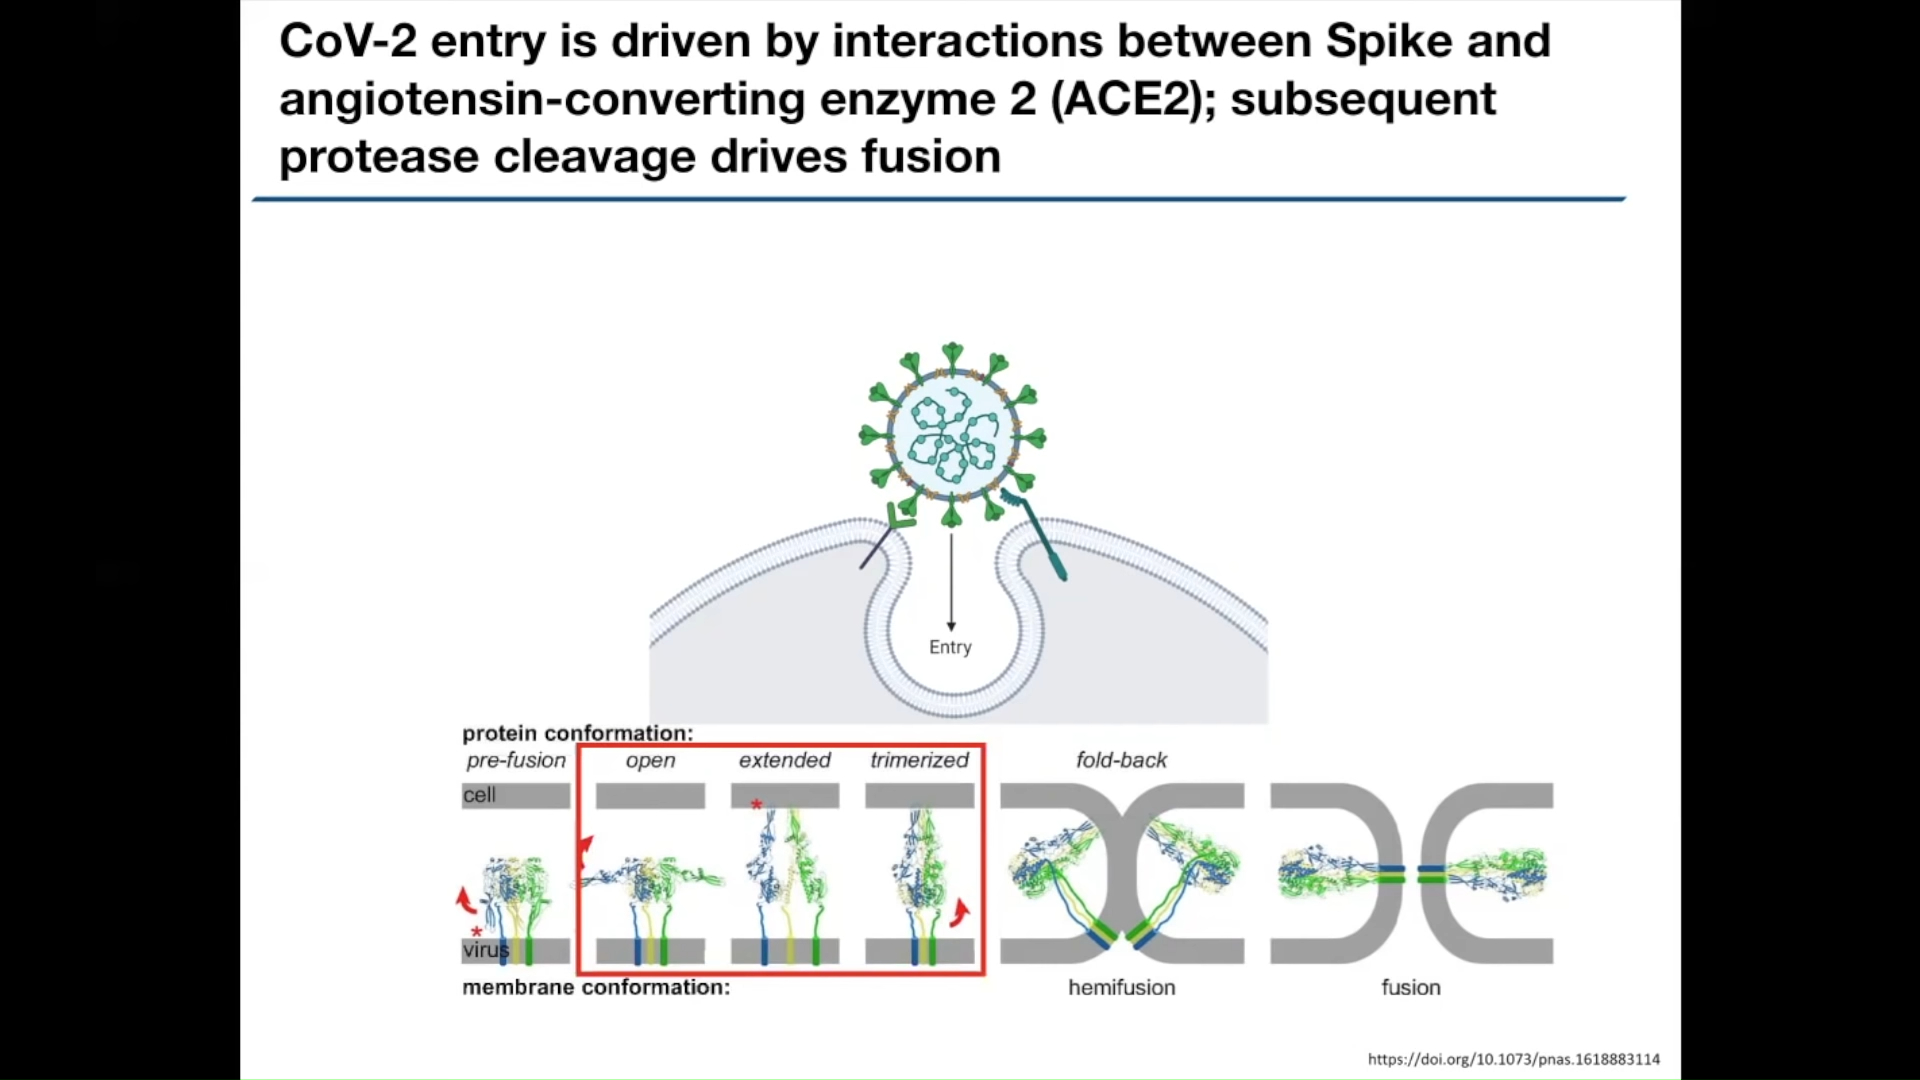 CoV-2 entry is driven by interactions between Spike and
angiotensin-converting enzyme 2 (ACE2); subsequent
protease cleavage drives fusion
Entry
protein conformation:
pre-fusion open extended trimerized fold-back
cell
*
*
virus
membrane conformation: hemifusion fusion
https://doi.org/10.1073/pnas.1618883114